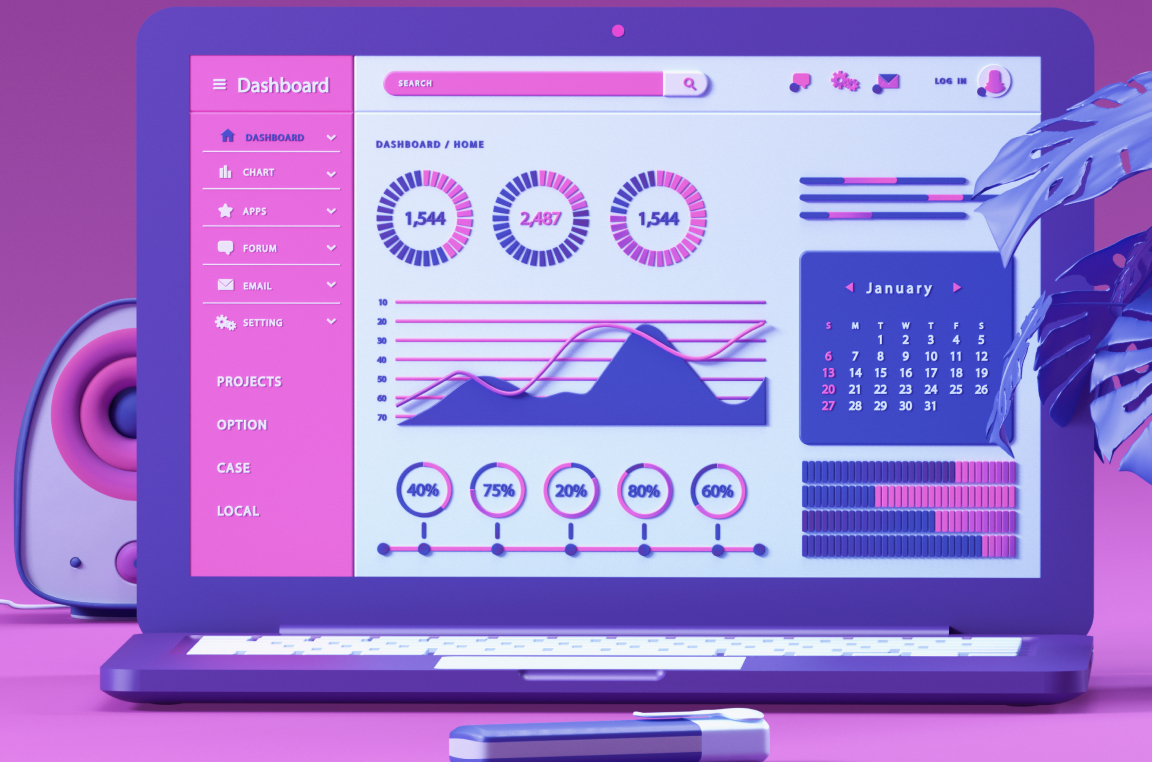 Dashboard
SEARCH
LOG IN
DASHBOARD
CHART
APPS
FORUM
EMAIL
SETTING
PROJECTS
OPTION
CASE
LOCAL
DASHBOARD / HOME
1,544 2,487 1,544
10
20
30
40
50
60
70
40% 75% 20% 80% 60%
January
S M T W T F S
1 2 3 4 5
6 7 8 9 10 11 12
13 14 15 16 17 18 19
20 21 22 23 24 25 26
27 28 29 30 31